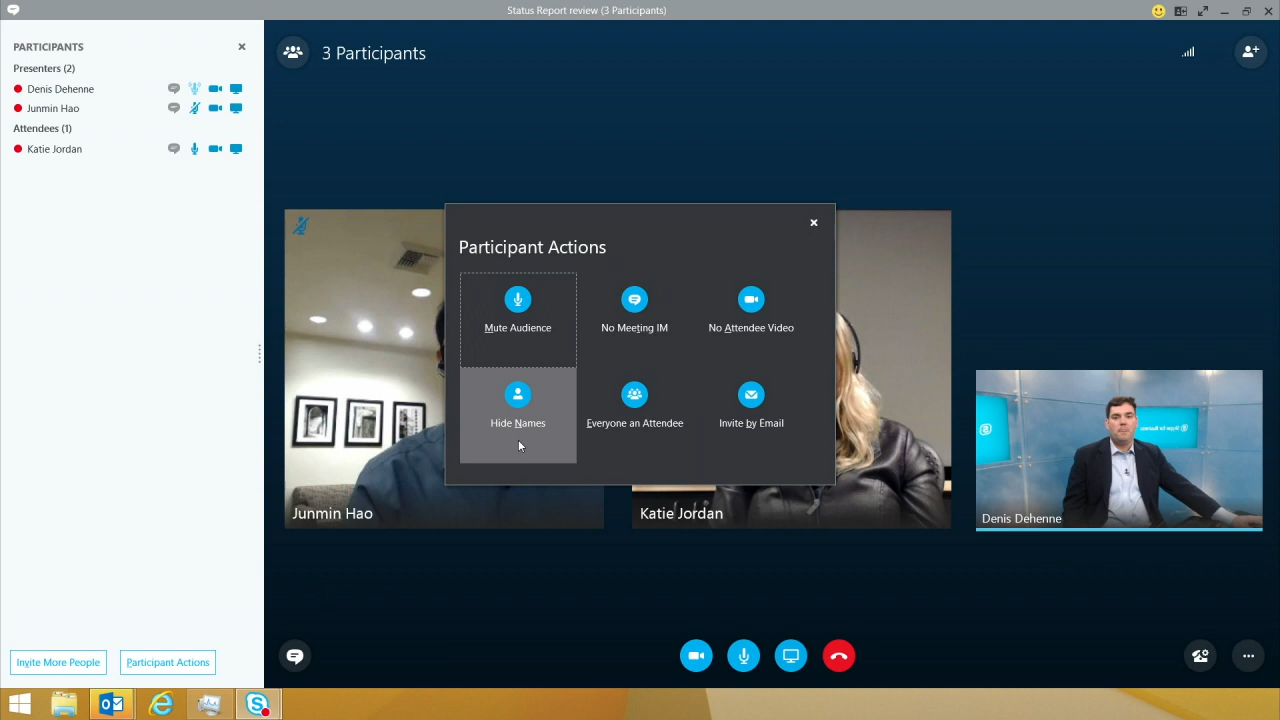 Status Report review (3 Participants)
PARTICIPANTS
Presenters (2)
Denis Dehenne
Junmin Hao
Attendees (1)
Katie Jordan
3 Participants
Participant Actions
Mute Audience
No Meeting IM
No Attendee Video
Hide Names
Everyone an Attendee
Invite by Email
Junmin Hao
Katie Jordan
Denis Dehenne
Invite More People
Participant Actions